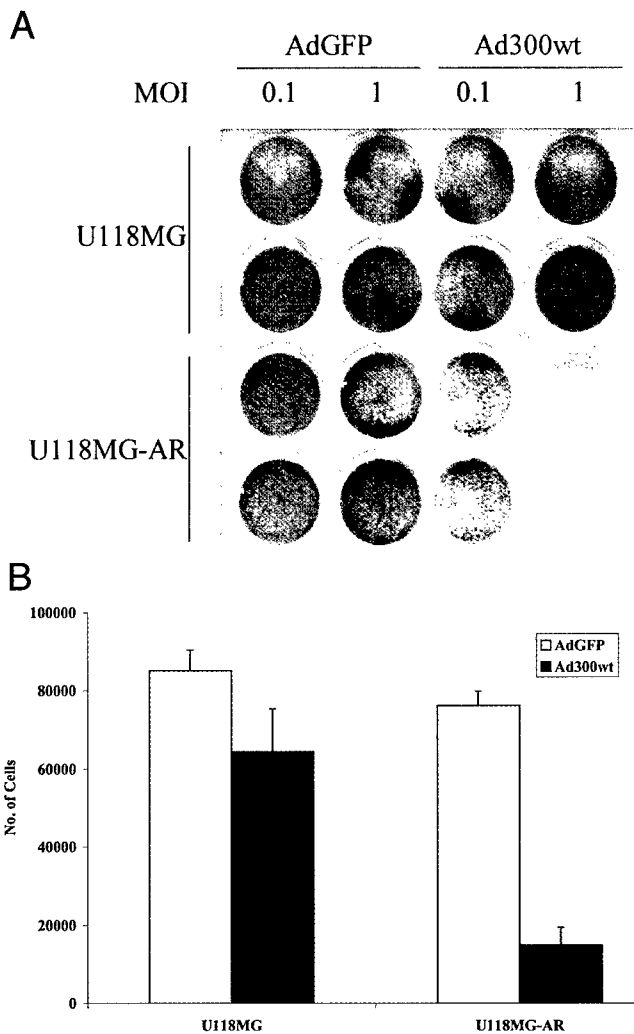 A
AdGFP Ad300wt
MOI 0.1 1 0.1 1
U118MG
U118MG-AR
B
100000
80000
60000
40000
20000
0
No. of Cells
AdGFP
Ad300wt
U118MG U118MG-AR